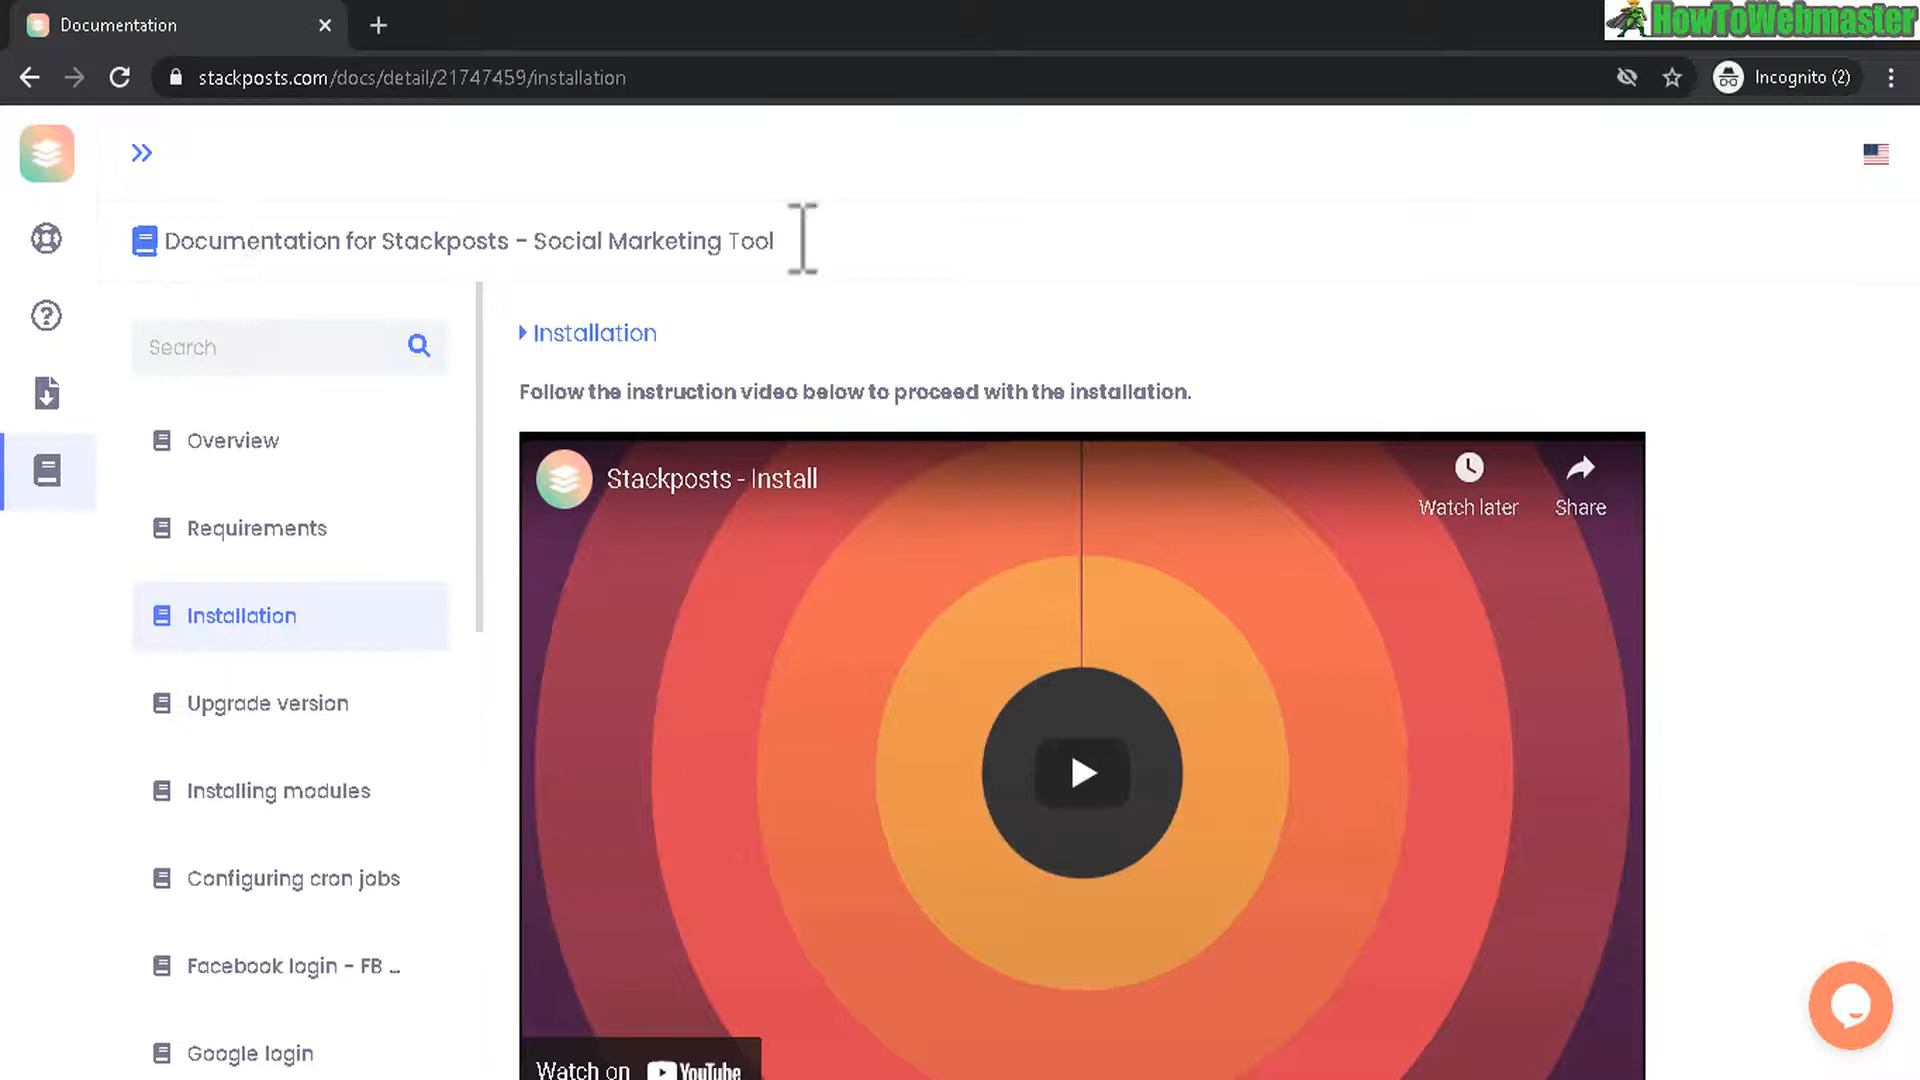 Documentation
HowToWebmaster
stackposts.com/docs/detail/21747459/installation
Incognito (2)
Documentation for Stackposts - Social Marketing Tool
Search
Overview
Requirements
Installation
Upgrade version
Installing modules
Configuring cron jobs
Facebook login - FB ...
Google login
Installation
Follow the instruction video below to proceed with the installation.
Stackposts - Install
Watch later
Share
Watch on YouTube